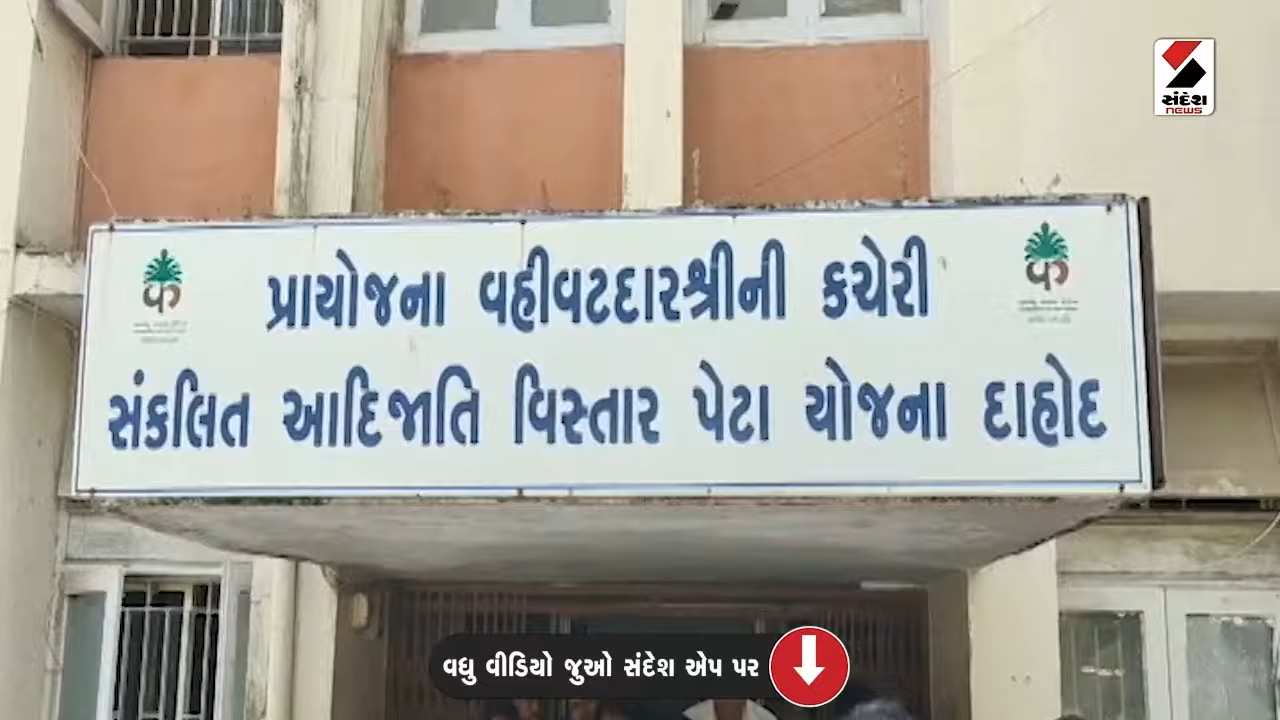 સંદેશ
NEWS
પ્રાયોજના વહીવટદારશ્રીની કચેરી
સંકલિત આદિજાતિ વિસ્તાર પેટા યોજના દાહોદ
વધુ વીડિયો જુઓ સંદેશ એપ પર